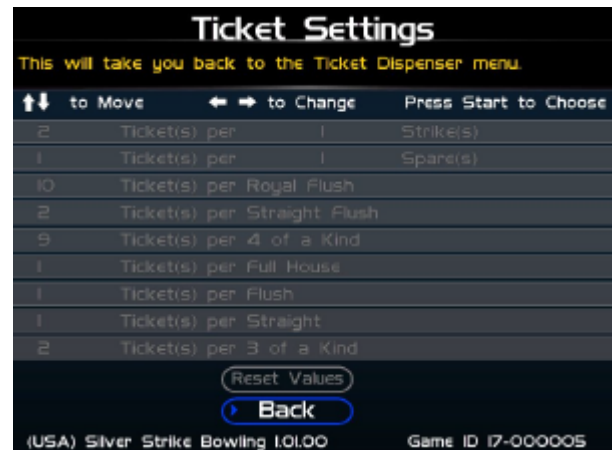 Ticket Settings
This will take you back to the Ticket Dispenser menu.
to Move to Change Press Start to Choose
2 Ticket(s) per 1 Strike(s)
1 Ticket(s) per 1 Spare(s)
10 Ticket(s) per Royal Flush
2 Ticket(s) per Straight Flush
9 Ticket(s) per 4 of a Kind
1 Ticket(s) per Full House
1 Ticket(s) per Flush
1 Ticket(s) per Straight
2 Ticket(s) per 3 of a Kind
Reset Values
Back
(USA) Silver Strike Bowling 1.01.00 Game ID 17-000005